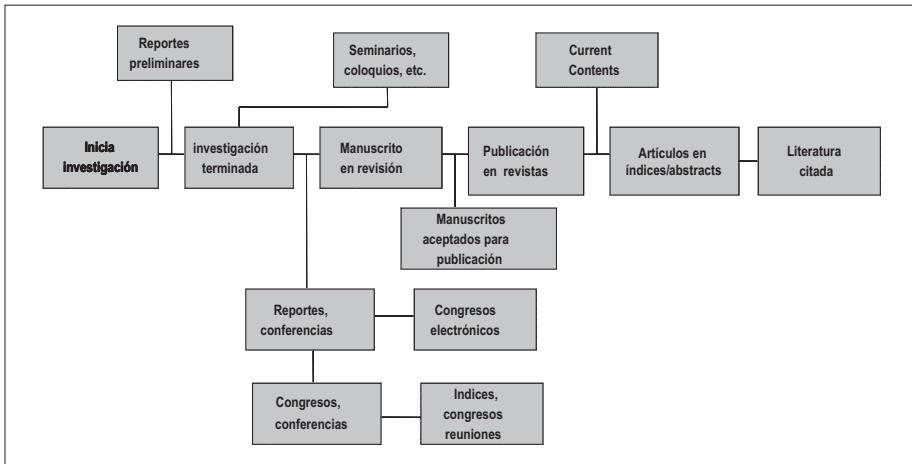 Reportes
preliminares
Seminarios,
coloquios, etc.
Current
Contents
Inicia
investigación
investigación
terminada
Manuscrito
en revisión
Publicación
en revistas
Artículos en
índices/abstracts
Literatura
citada
Manuscritos
aceptados para
publicación
Reportes,
conferencias
Congresos
electrónicos
Congresos,
conferencias
Indices,
congresos
reuniones